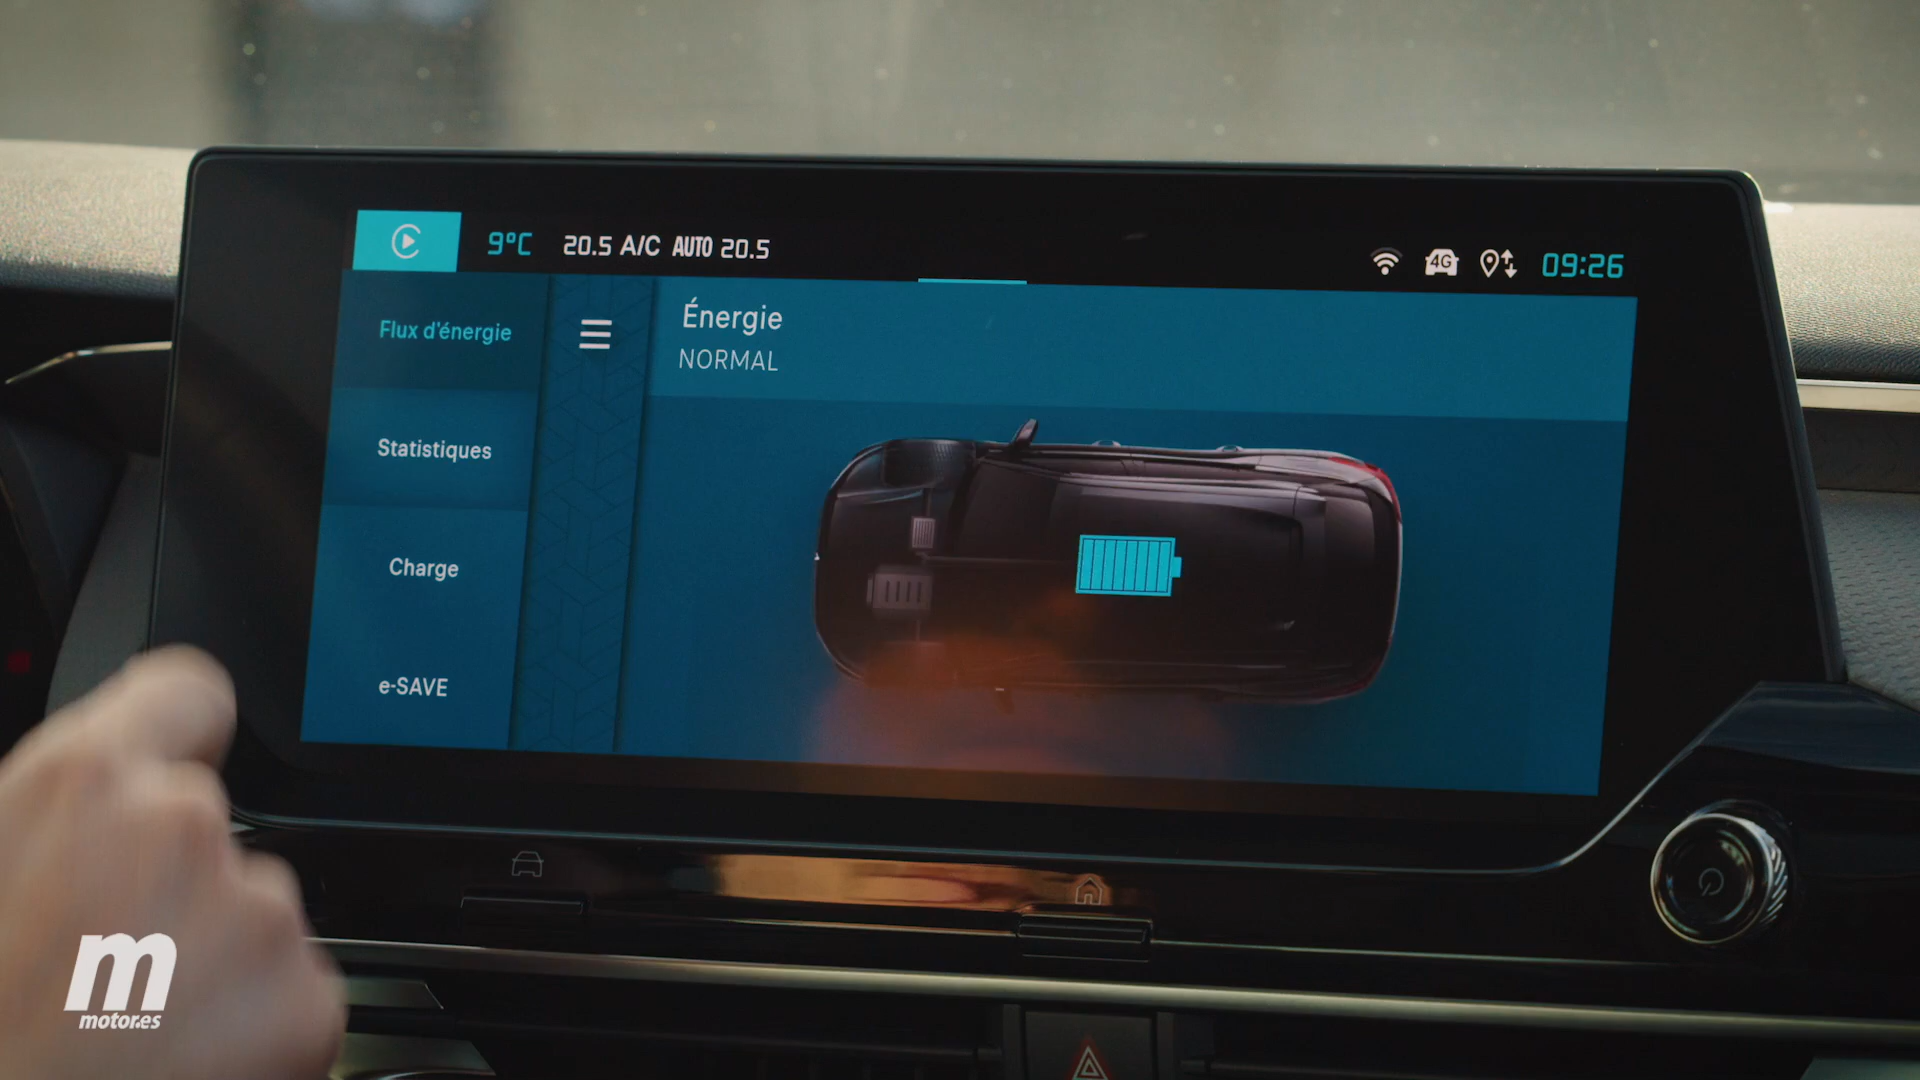 9°C 20.5 A/C AUTO 20.5 4G 09:26
Flux d'énergie
Statistiques
Charge
e-SAVE
Énergie
NORMAL
m
motor.es